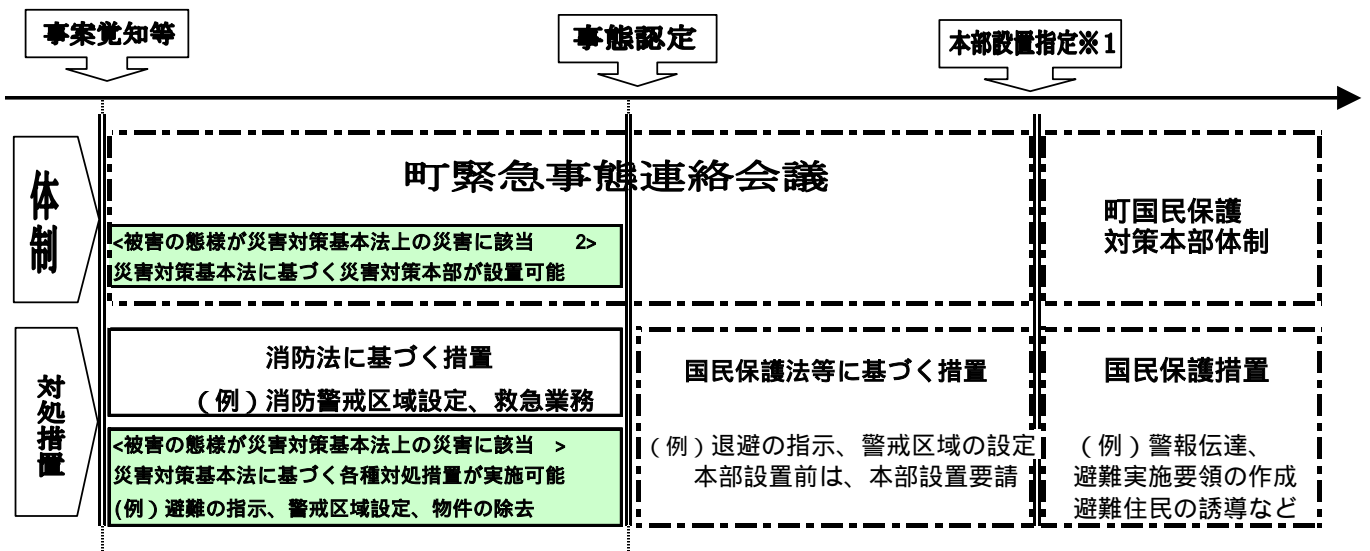 事案覚知等
事態認定
本部設置指定※1
体制
町緊急事態連絡会議
<被害の態様が災害対策基本法上の災害に該当　2>
災害対策基本法に基づく災害対策本部が設置可能
町国民保護
対策本部体制
対処措置
消防法に基づく措置
(例)消防警戒区域設定、救急業務
<被害の態様が災害対策基本法上の災害に該当　>
災害対策基本法に基づく各種対処措置が実施可能
(例)避難の指示、警戒区域設定、物件の除去
国民保護法等に基づく措置
(例)退避の指示、警戒区域の設定
本部設置前は、本部設置要請
国民保護措置
(例)警報伝達、
避難実施要領の作成
避難住民の誘導など